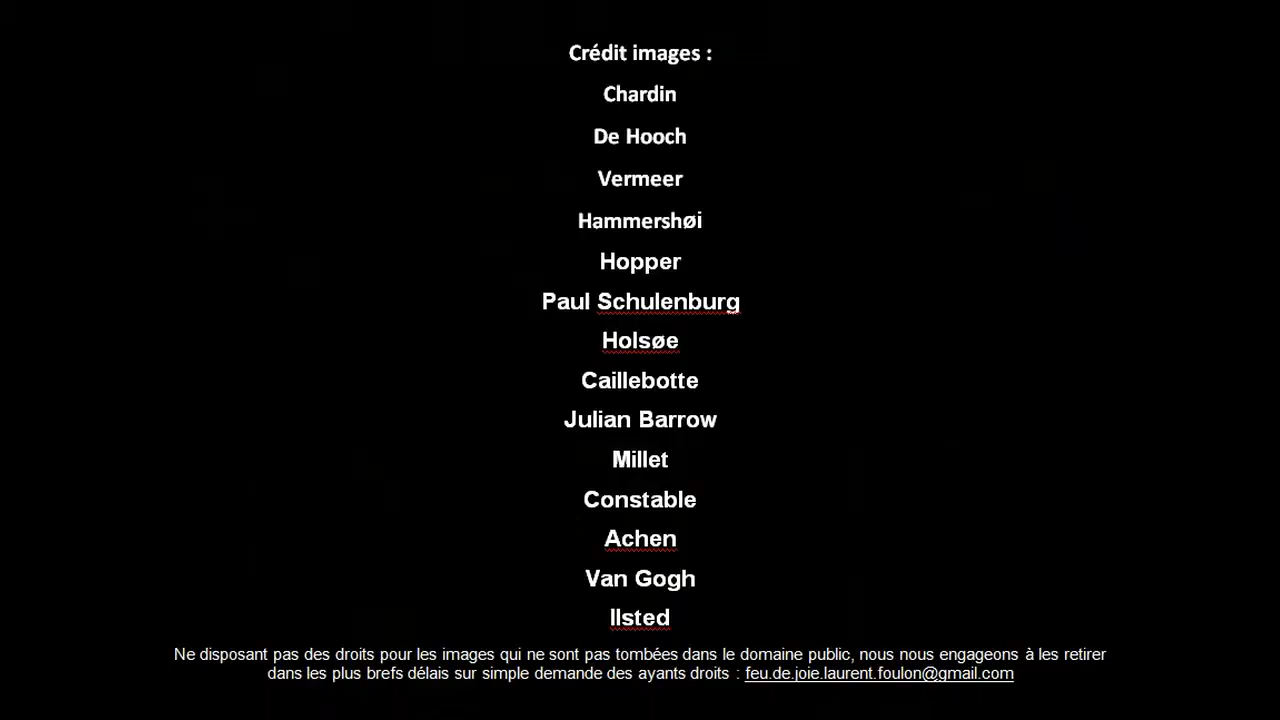 Crédit images :
Chardin
De Hooch
Vermeer
Hammershøi
Hopper
Paul Schulenburg
Holsøe
Caillebotte
Julian Barrow
Millet
Constable
Achen
Van Gogh
Ilsted
Ne disposant pas des droits pour les images qui ne sont pas tombées dans le domaine public, nous nous engageons à les retirer
dans les plus brefs délais sur simple demande des ayants droits : feu.de.joie.laurent.foulon@gmail.com